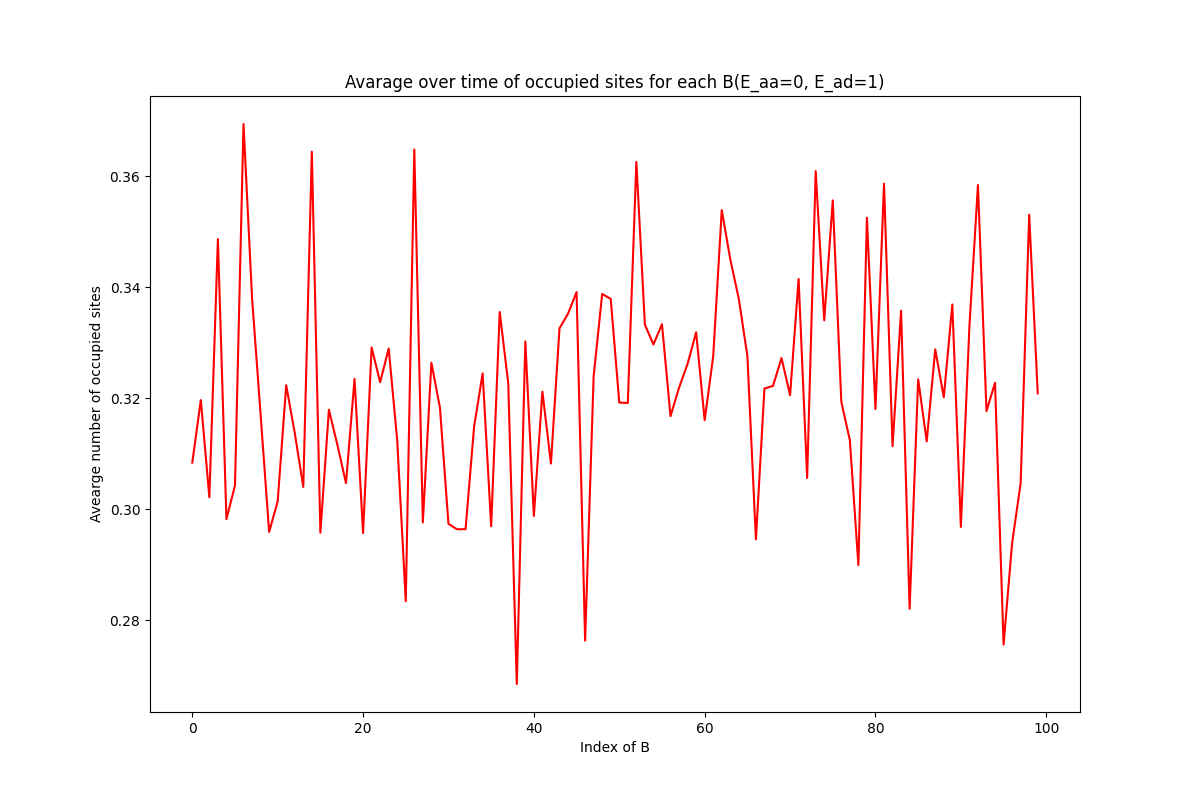 Avarage over time of occupied sites for each B(E_aa=0, E_ad=1)
0.36
0.34
0.32
0.30
0.28
Avearge number of occupied sites
0 20 40 60 80 100
Index of B